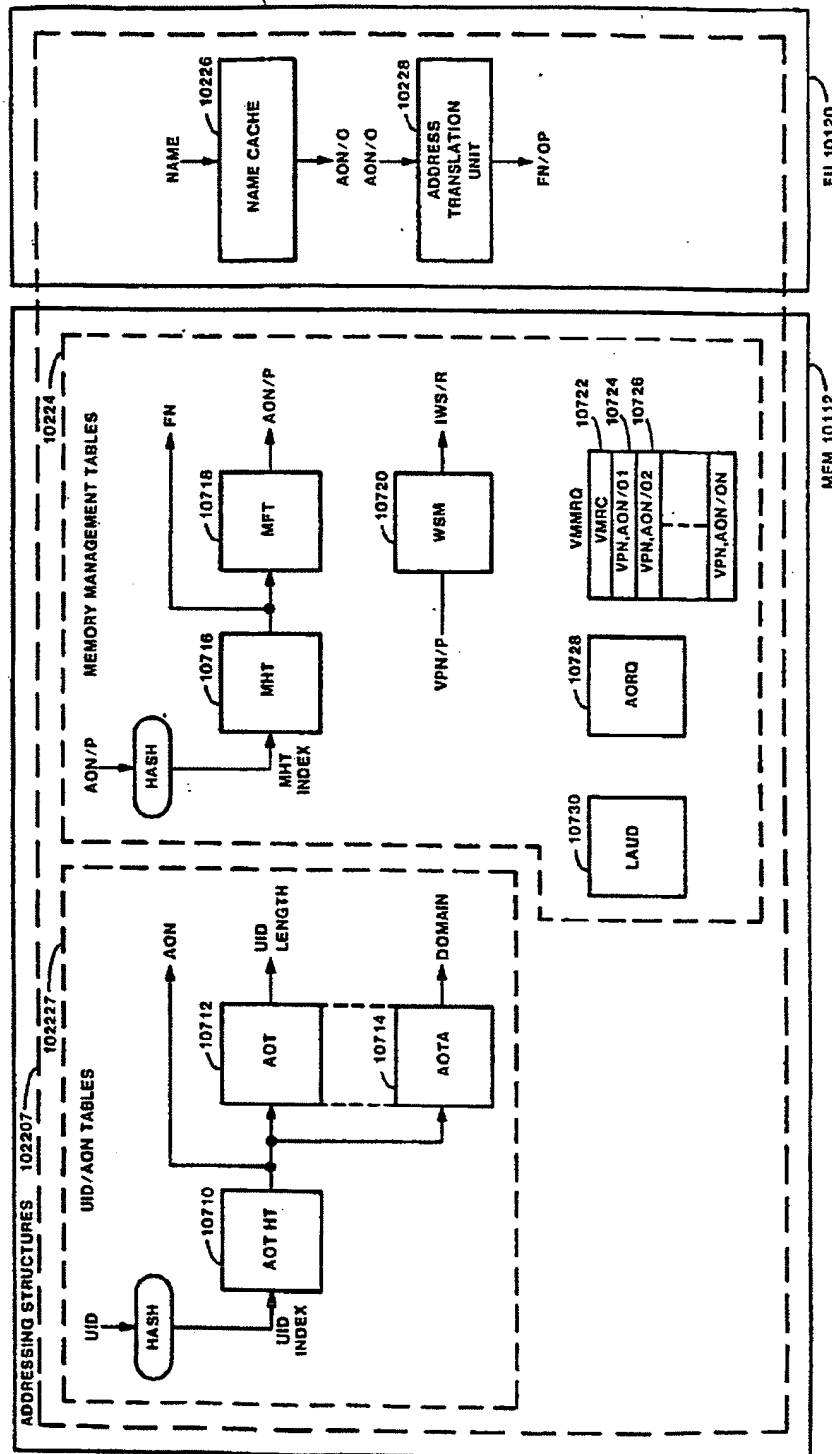 ADDRESSING STRUCTURES 102207
102227
UID/AON TABLES
UID
HASH
UID
INDEX
10710
AOT HT
AON
10712
AOT
UID
LENGTH
10714
AOTA
DOMAIN
10224
MEMORY MANAGEMENT TABLES
AON/P
HASH
MHT
INDEX
10716
MHT
FN
10718
MFT
AON/P
VPN/P
10720
WSM
IWS/R
10730
LAUD
10728
AORQ
VMMRQ
VMRC
10722
VPN,AON/O1
10724
VPN,AON/O2
10726
VPN,AON/ON
MEM 10112
NAME
10226
NAME CACHE
AON/O
AON/O
10228
ADDRESS
TRANSLATION
UNIT
FN/OP
FU 10120